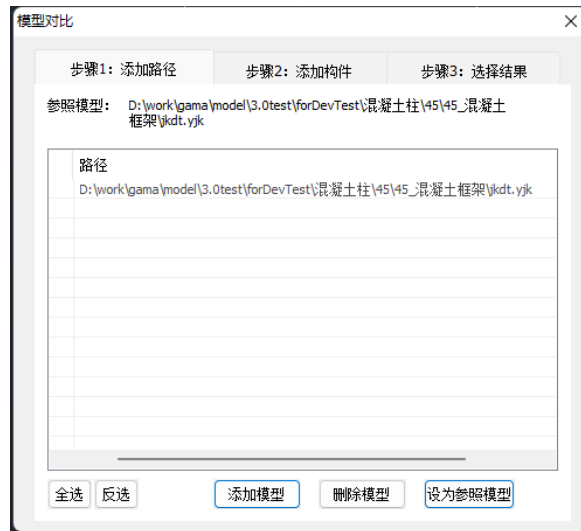 模型对比
步骤1: 添加路径
步骤2: 添加构件
步骤3: 选择结果
参照模型: D:\work\gama\model\3.0test\forDevTest\混凝土柱\45\45_混凝土
框架\jkdt.yjk
路径
D:\work\gama\model\3.0test\forDevTest\混凝土柱\45\45_混凝土框架\jkdt.yjk
全选
反选
添加模型
删除模型
设为参照模型